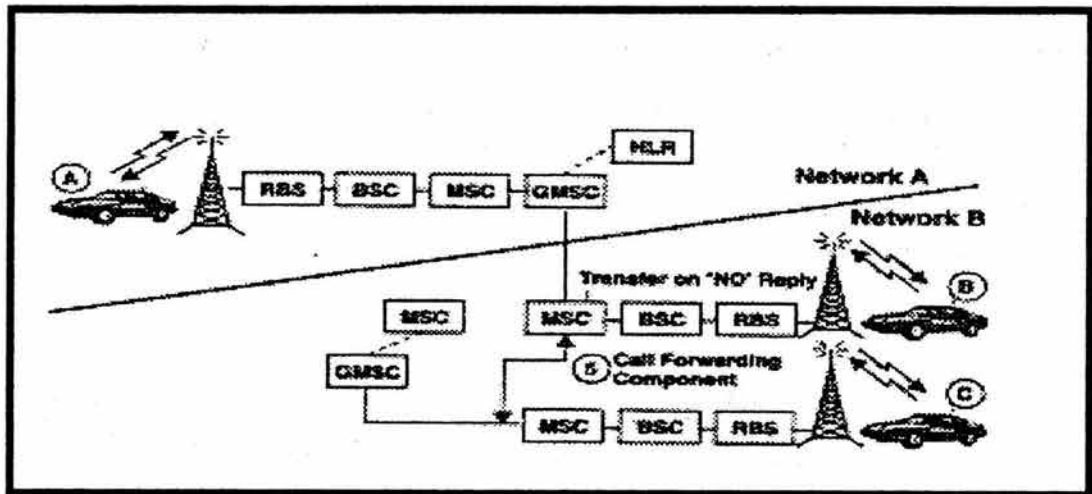 HLR
A
RBS BSC MSC GMSC
Network A
Network B
Transfer on "NO" Reply
B
MSC
MSC BSC RBS
GMSC
5 Call Forwarding
Component
C
MSC BSC RBS